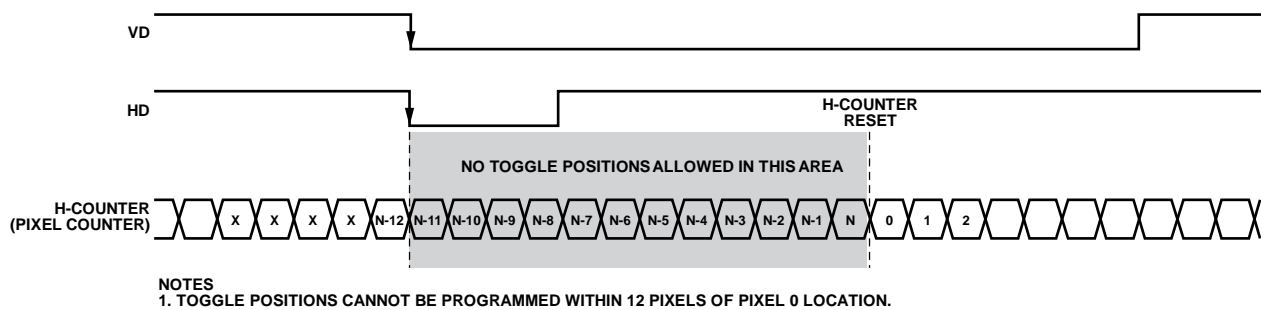 VD
HD
H-COUNTER
RESET
NO TOGGLE POSITIONS ALLOWED IN THIS AREA
H-COUNTER
(PIXEL COUNTER)
X X X X N-12 N-11 N-10 N-9 N-8 N-7 N-6 N-5 N-4 N-3 N-2 N-1 N 0 1 2
NOTES
1. TOGGLE POSITIONS CANNOT BE PROGRAMMED WITHIN 12 PIXELS OF PIXEL 0 LOCATION.